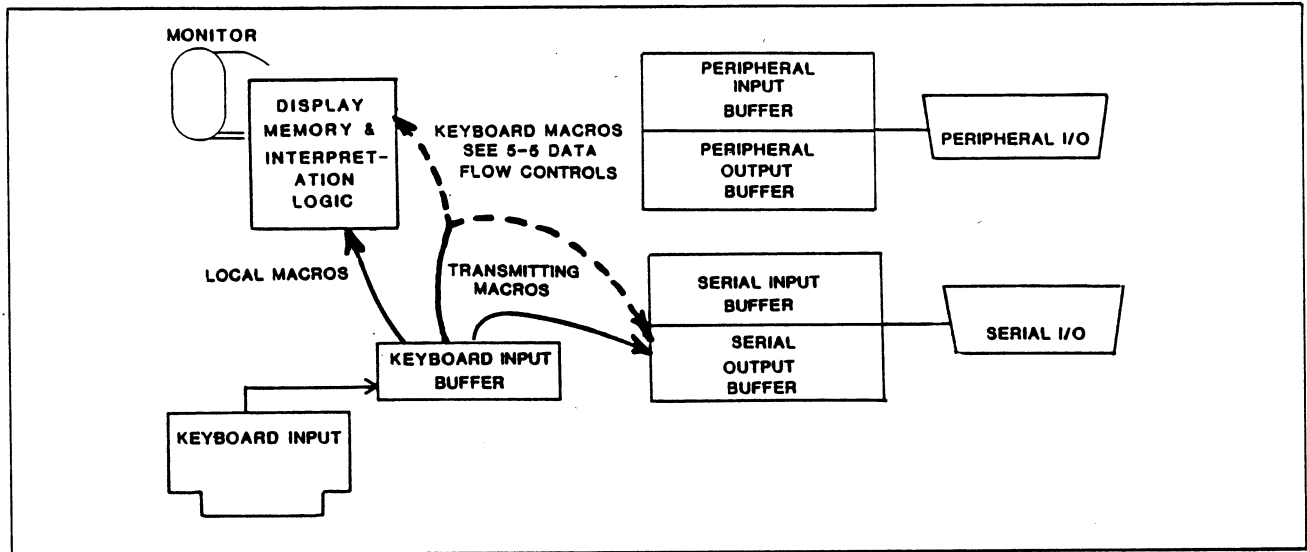 MONITOR
DISPLAY
MEMORY &
INTERPRET-
ATION
LOGIC
KEYBOARD MACROS
SEE 5-5 DATA
FLOW CONTROLS
PERIPHERAL
INPUT
BUFFER
PERIPHERAL
OUTPUT
BUFFER
PERIPHERAL I/O
LOCAL MACROS
TRANSMITTING
MACROS
SERIAL INPUT
BUFFER
SERIAL
OUTPUT
BUFFER
SERIAL I/O
KEYBOARD INPUT
BUFFER
KEYBOARD INPUT